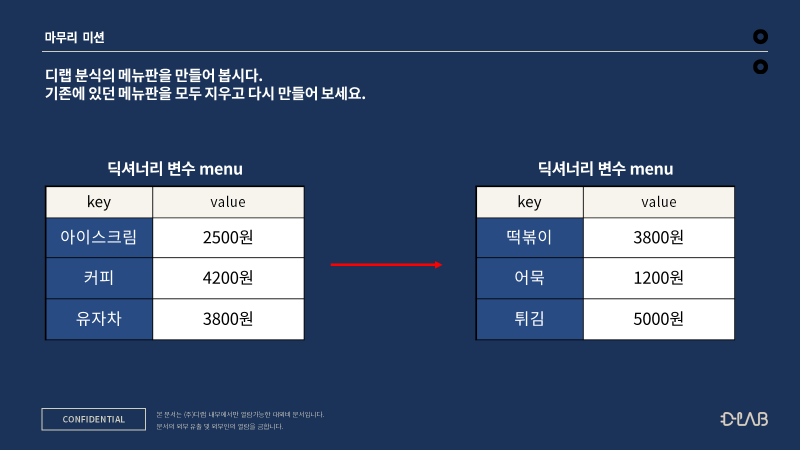 마무리 미션
디랩 분식의 메뉴판을 만들어 봅시다.
기존에 있던 메뉴판을 모두 지우고 다시 만들어 보세요.
딕셔너리 변수 menu
key value
아이스크림 2500원
커피 4200원
유자차 3800원
딕셔너리 변수 menu
key value
떡볶이 3800원
어묵 1200원
튀김 5000원
CONFIDENTIAL
본 문서는 (주)디랩 내부에서만 열람가능한 대외비 문서입니다.
문서의 외부 유출 및 외부인의 열람을 금합니다.
D-LAB